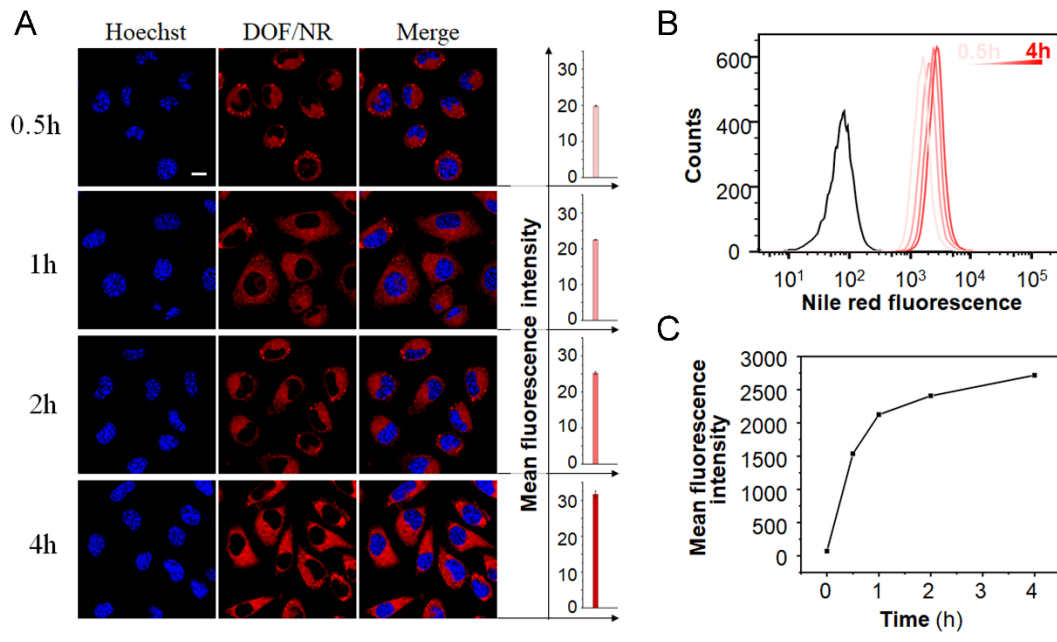 A
Hoechst
DOF/NR
Merge
0.5h
1h
2h
4h
Mean fluorescence intensity
30
20
10
0
30
20
10
0
30
20
10
0
30
20
10
0
B
0.5h
4h
600
400
200
0
Counts
10¹
10²
10³
10⁴
10⁵
Nile red fluorescence
C
3000
2500
2000
1500
1000
500
0
Mean fluorescence
intensity
0
1
2
3
4
Time (h)